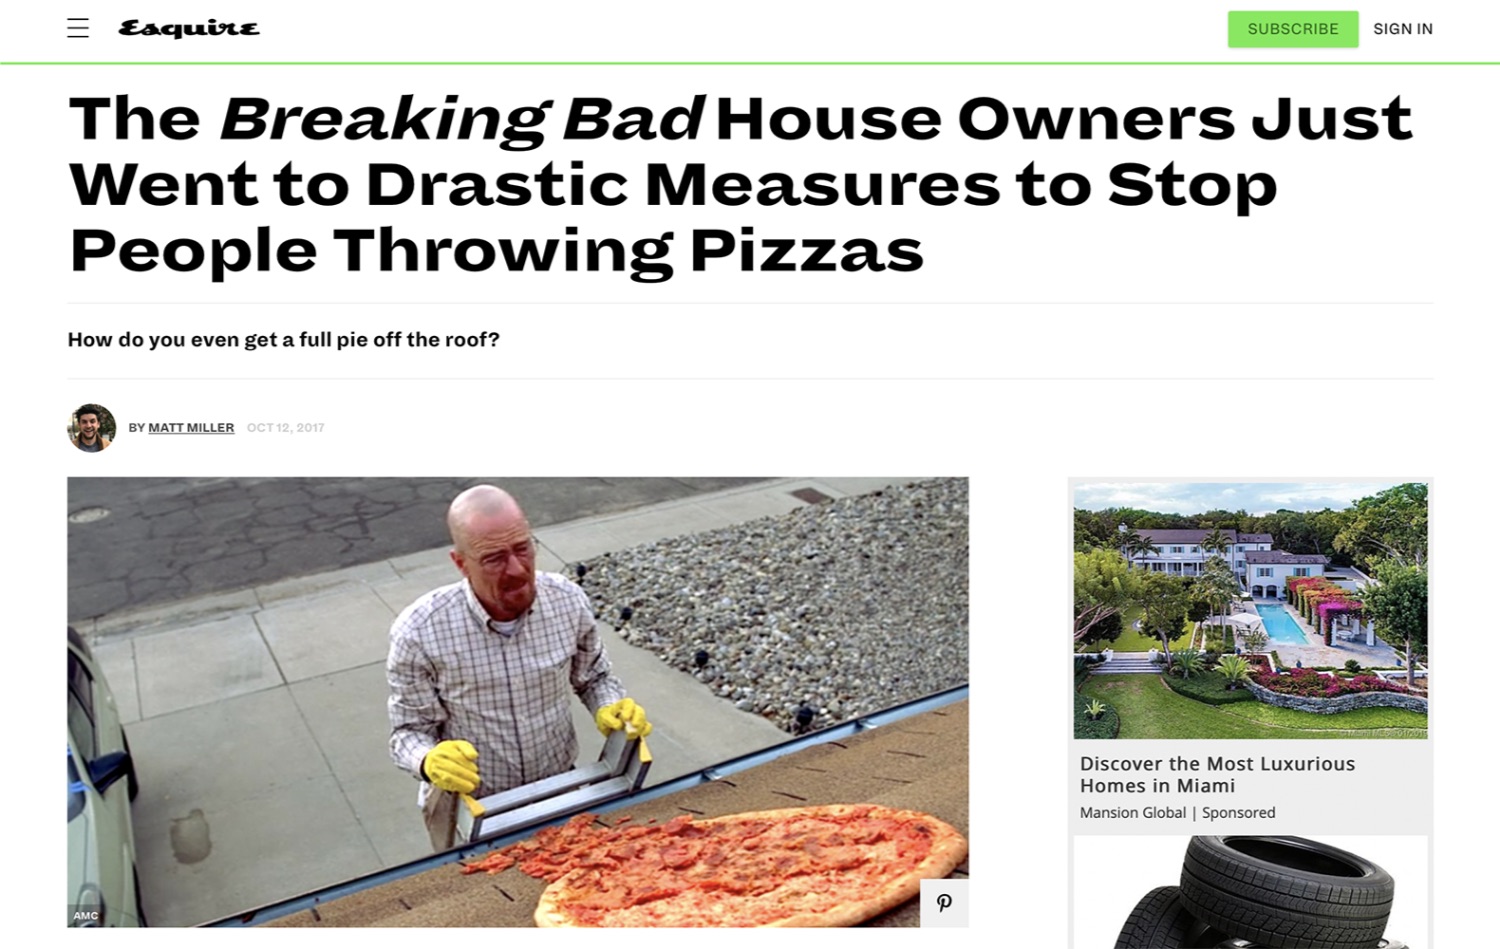 Esquire
SUBSCRIBE
SIGN IN
The Breaking Bad House Owners Just
Went to Drastic Measures to Stop
People Throwing Pizzas
How do you even get a full pie off the roof?
BY MATT MILLER OCT 12, 2017
AMC
Discover the Most Luxurious
Homes in Miami
Mansion Global | Sponsored